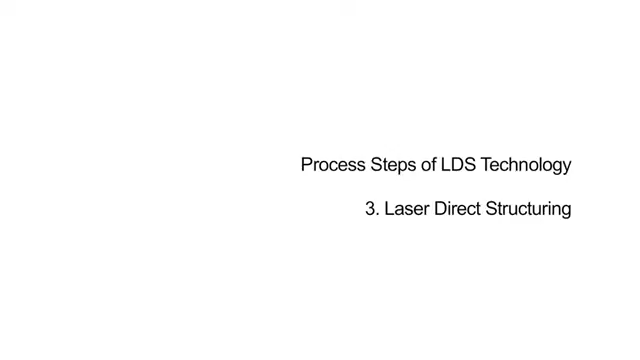 Process Steps of LDS Technology
3. Laser Direct Structuring